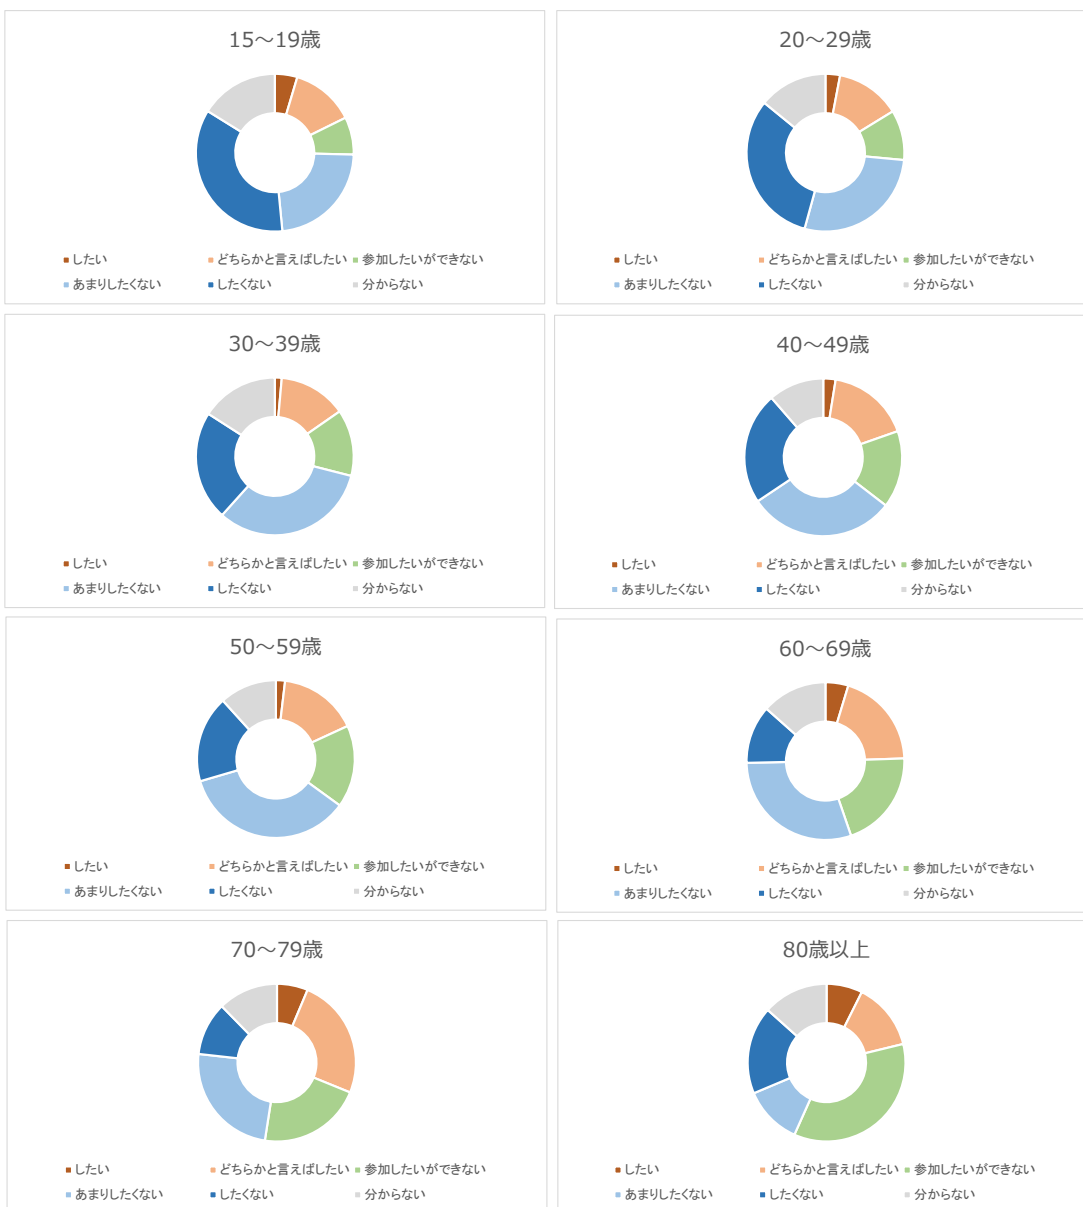 15～19歳
したい どちらかと言えばしたい 参加したいができない
あまりしたくない したくない 分からない
20～29歳
したい どちらかと言えばしたい 参加したいができない
あまりしたくない したくない 分からない
30～39歳
したい どちらかと言えばしたい 参加したいができない
あまりしたくない したくない 分からない
40～49歳
したい どちらかと言えばしたい 参加したいができない
あまりしたくない したくない 分からない
50～59歳
したい どちらかと言えばしたい 参加したいができない
あまりしたくない したくない 分からない
60～69歳
したい どちらかと言えばしたい 参加したいができない
あまりしたくない したくない 分からない
70～79歳
したい どちらかと言えばしたい 参加したいができない
あまりしたくない したくない 分からない
80歳以上
したい どちらかと言えばしたい 参加したいができない
あまりしたくない したくない 分からない